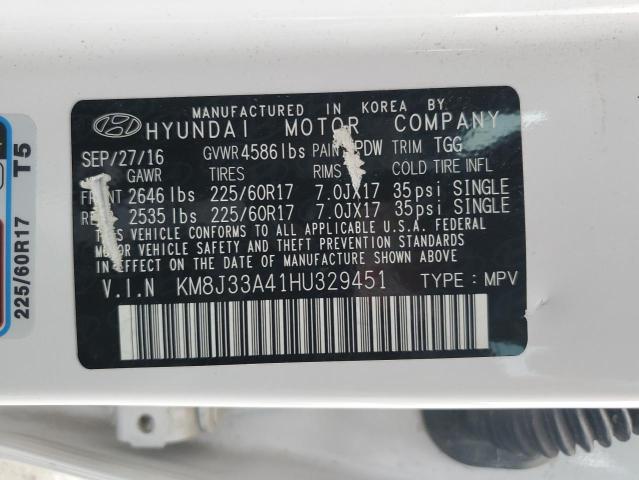 MANUFACTURED IN KOREA BY
HYUNDAI MOTOR COMPANY
SEP/27/16 GVWR 4586lbs PAINT PDW TRIM TGG
GAWR TIRES RIMS COLD TIRE INFL
FRONT 2646 lbs 225/60R17 7.0JX17 35psi SINGLE
2535 lbs 225/60R17 7.0JX17 35psi SINGLE
THIS VEHICLE CONFORMS TO ALL APPLICABLE U.S.A. FEDERAL
MOTOR VEHICLE SAFETY AND THEFT PREVENTION STANDARDS
IN EFFECT ON THE DATE OF MANUFACTURE SHOWN ABOVE.
V.I.N KM8J33A41HU329451 TYPE : MPV
225/60R17 T5